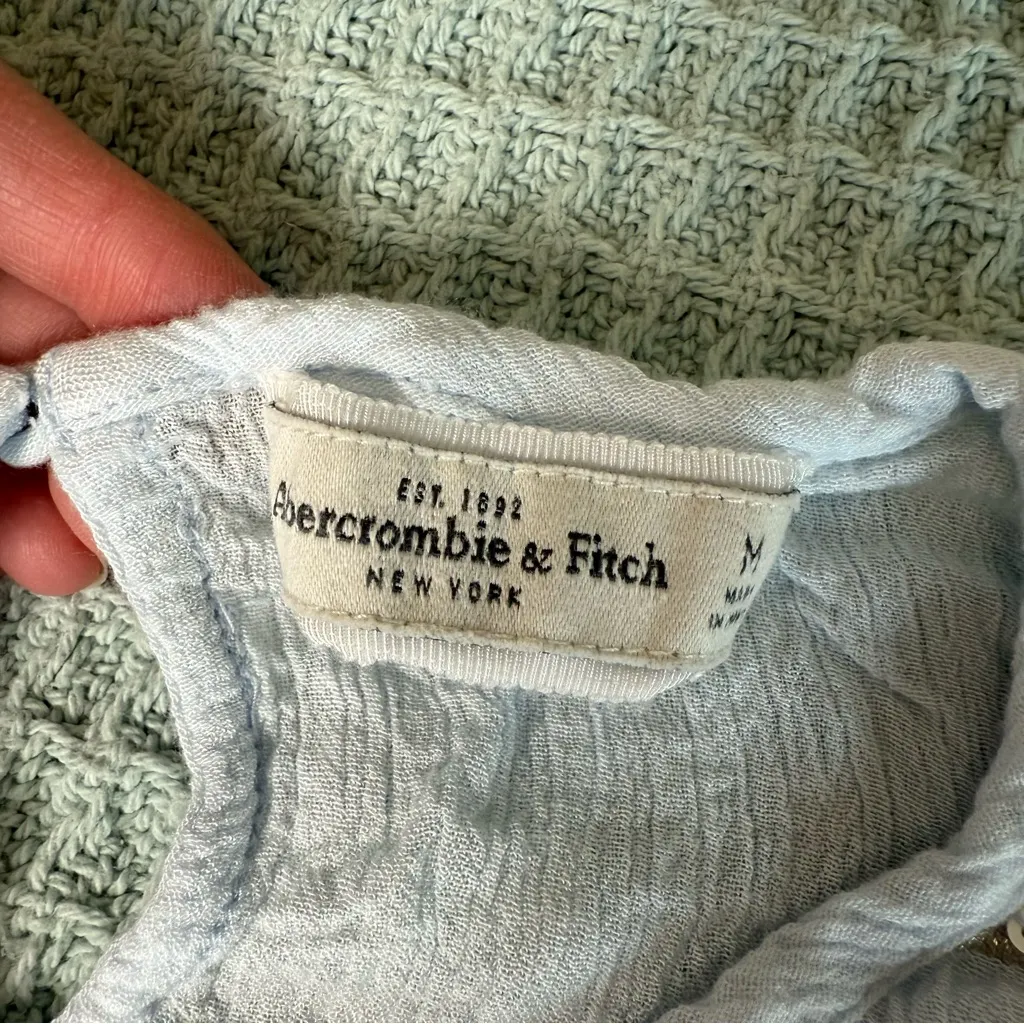 EST. 1892
Abercrombie & Fitch
NEW YORK
M